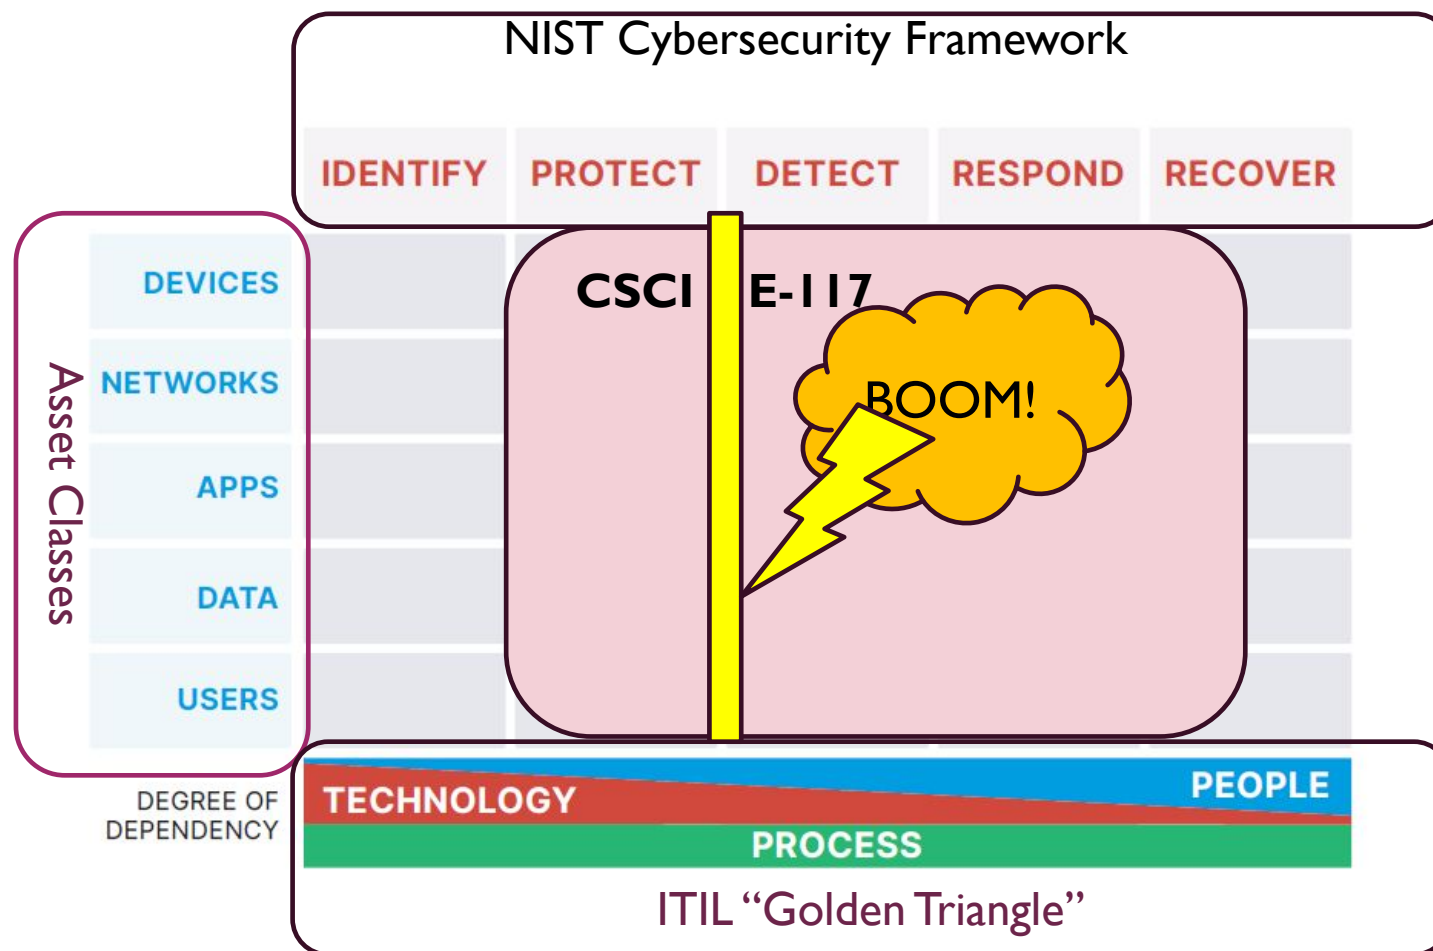 NIST Cybersecurity Framework
IDENTIFY PROTECT DETECT RESPOND RECOVER
Asset Classes
DEVICES
NETWORKS
APPS
DATA
USERS
CSCI E-117
BOOM!
DEGREE OF
DEPENDENCY
TECHNOLOGY
PEOPLE
PROCESS
ITIL “Golden Triangle”